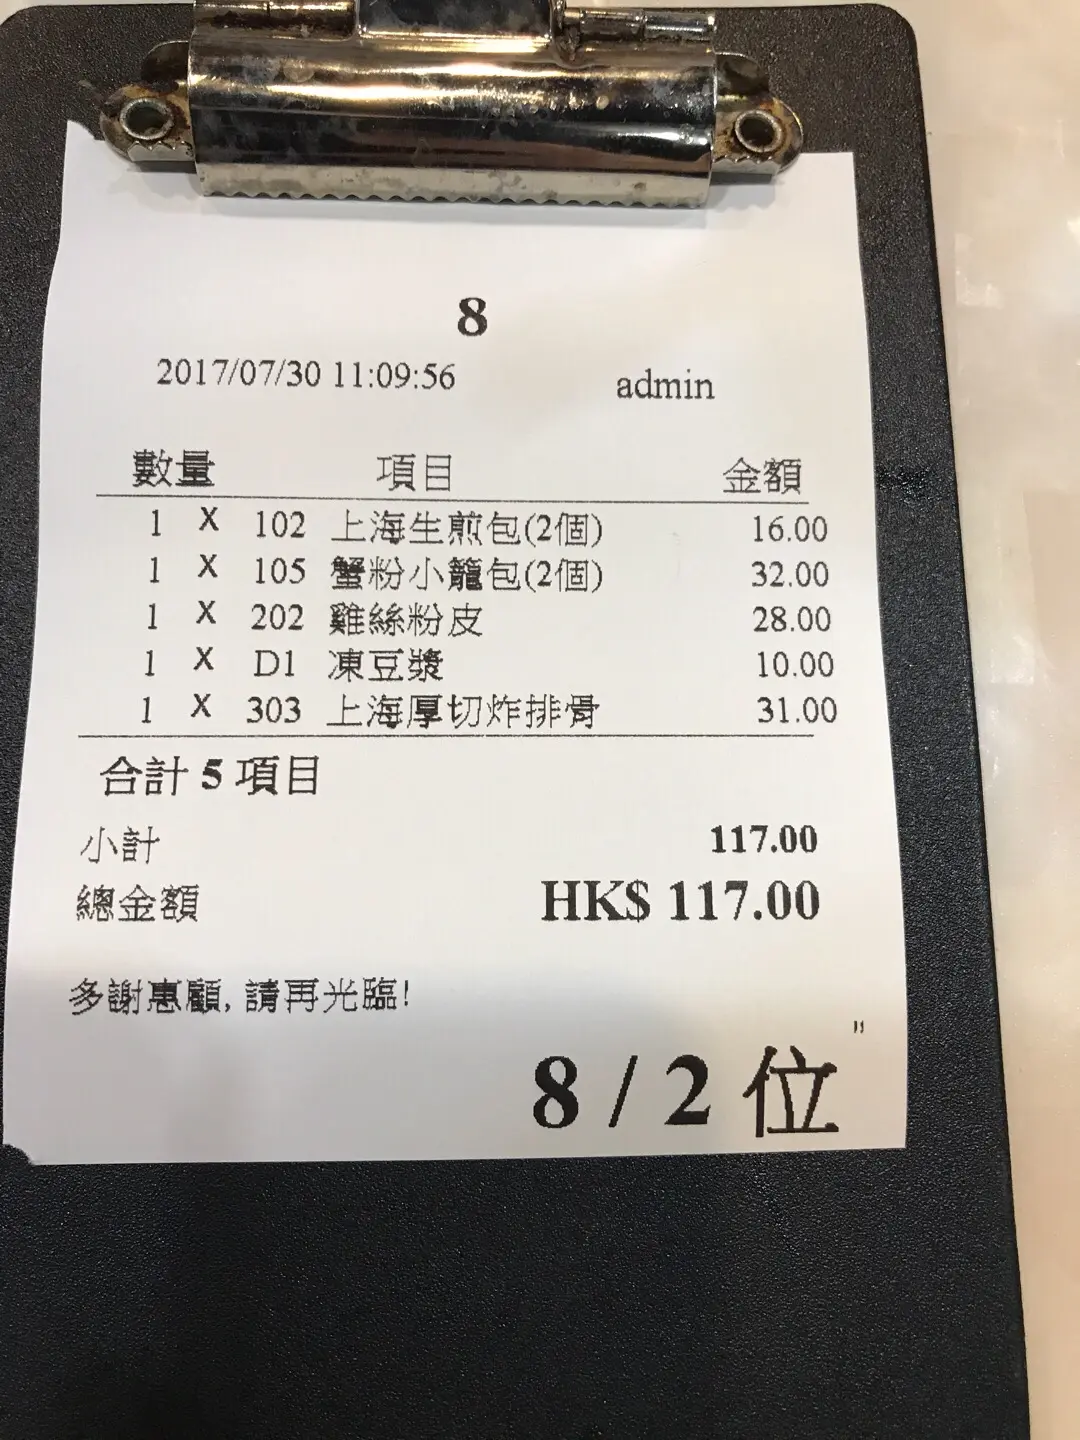 8
2017/07/30 11:09:56 admin
數量 項目 金額
1 X 102 上海生煎包(2個) 16.00
1 X 105 蟹粉小籠包(2個) 32.00
1 X 202 雞絲粉皮 28.00
1 X D1 凍豆漿 10.00
1 X 303 上海厚切炸排骨 31.00
合計 5 項目
小計 117.00
總金額 HK$ 117.00
多謝惠顧, 請再光臨!
"
8 / 2 位